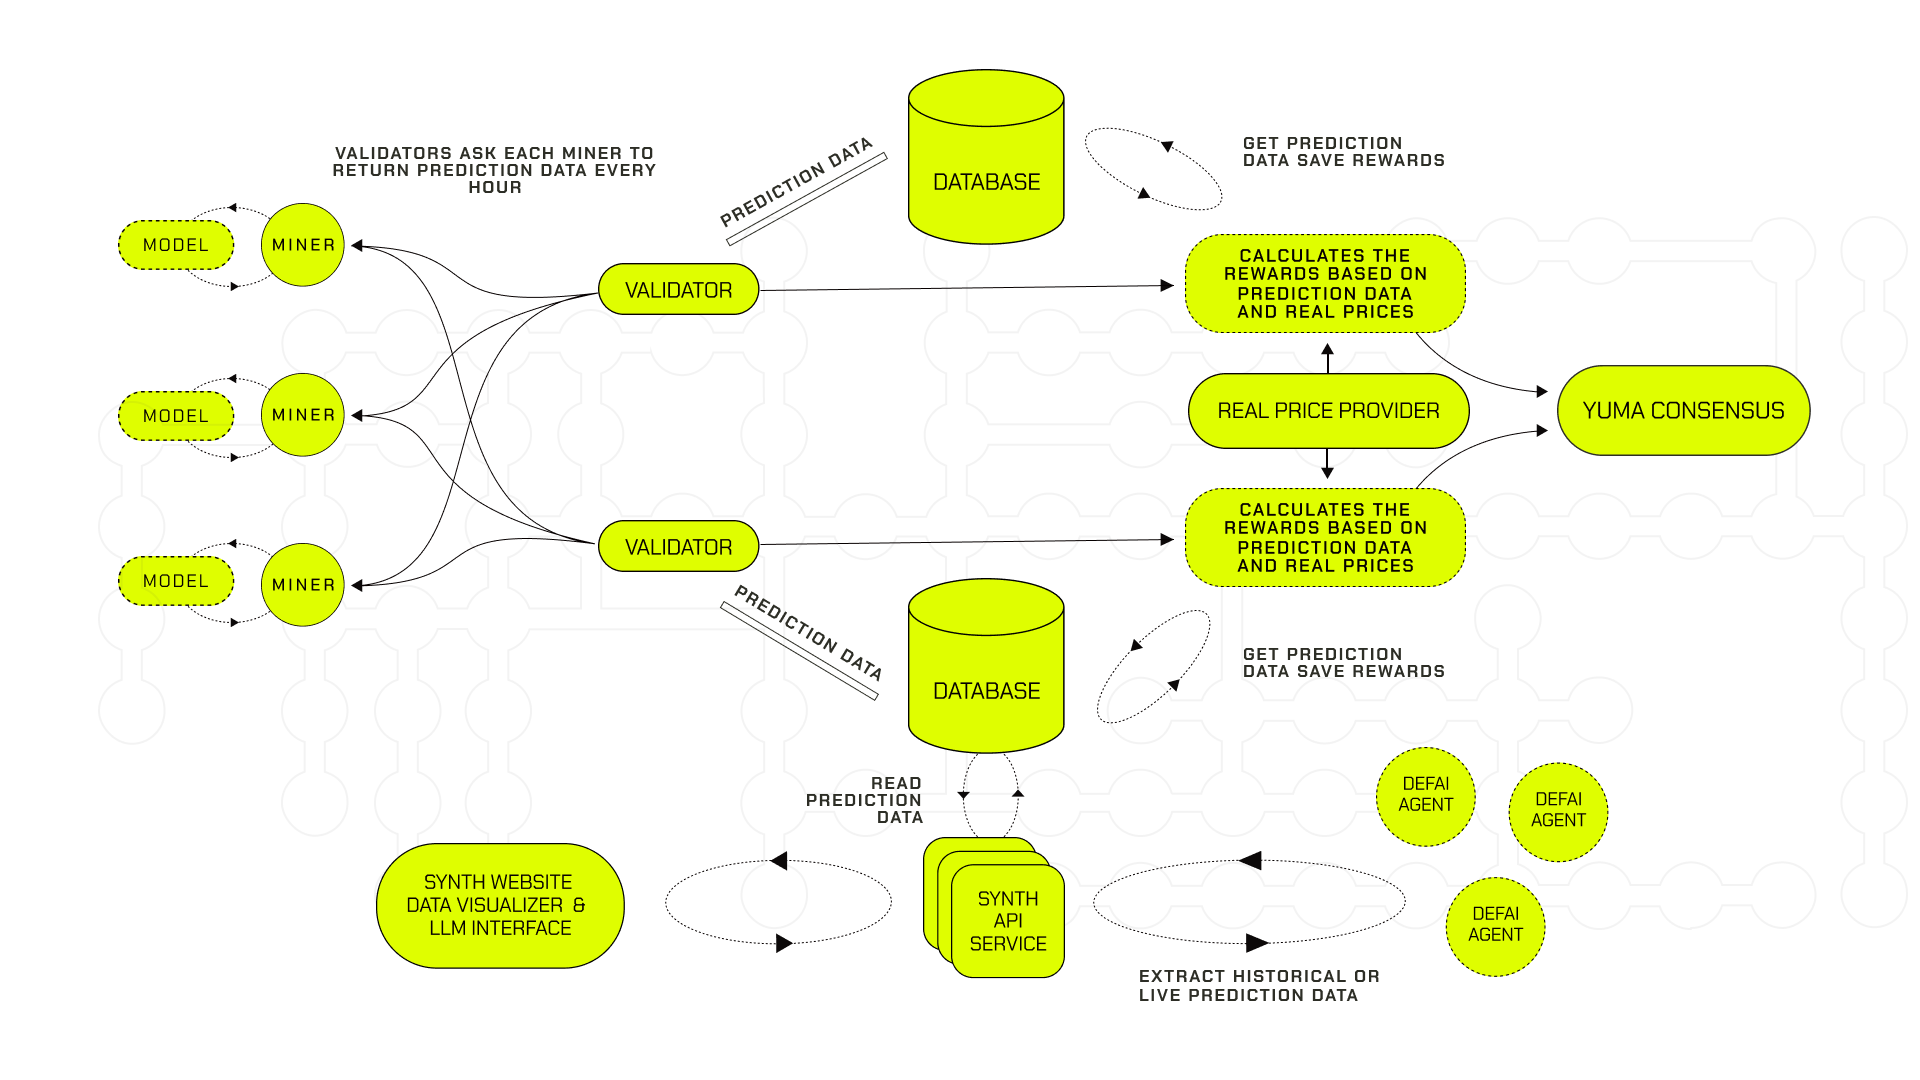 VALIDATORS ASK EACH MINER TO
RETURN PREDICTION DATA EVERY
HOUR
PREDICTION DATA
DATABASE
GET PREDICTION
DATA SAVE REWARDS
MODEL
MINER
VALIDATOR
CALCULATES THE
REWARDS BASED ON
PREDICTION DATA
AND REAL PRICES
MODEL
MINER
REAL PRICE PROVIDER
YUMA CONSENSUS
MODEL
MINER
VALIDATOR
CALCULATES THE
REWARDS BASED ON
PREDICTION DATA
AND REAL PRICES
PREDICTION DATA
DATABASE
GET PREDICTION
DATA SAVE REWARDS
READ
PREDICTION
DATA
DEFAI
AGENT
DEFAI
AGENT
SYNTH WEBSITE
DATA VISUALIZER &
LLM INTERFACE
SYNTH
API
SERVICE
DEFAI
AGENT
EXTRACT HISTORICAL OR
LIVE PREDICTION DATA